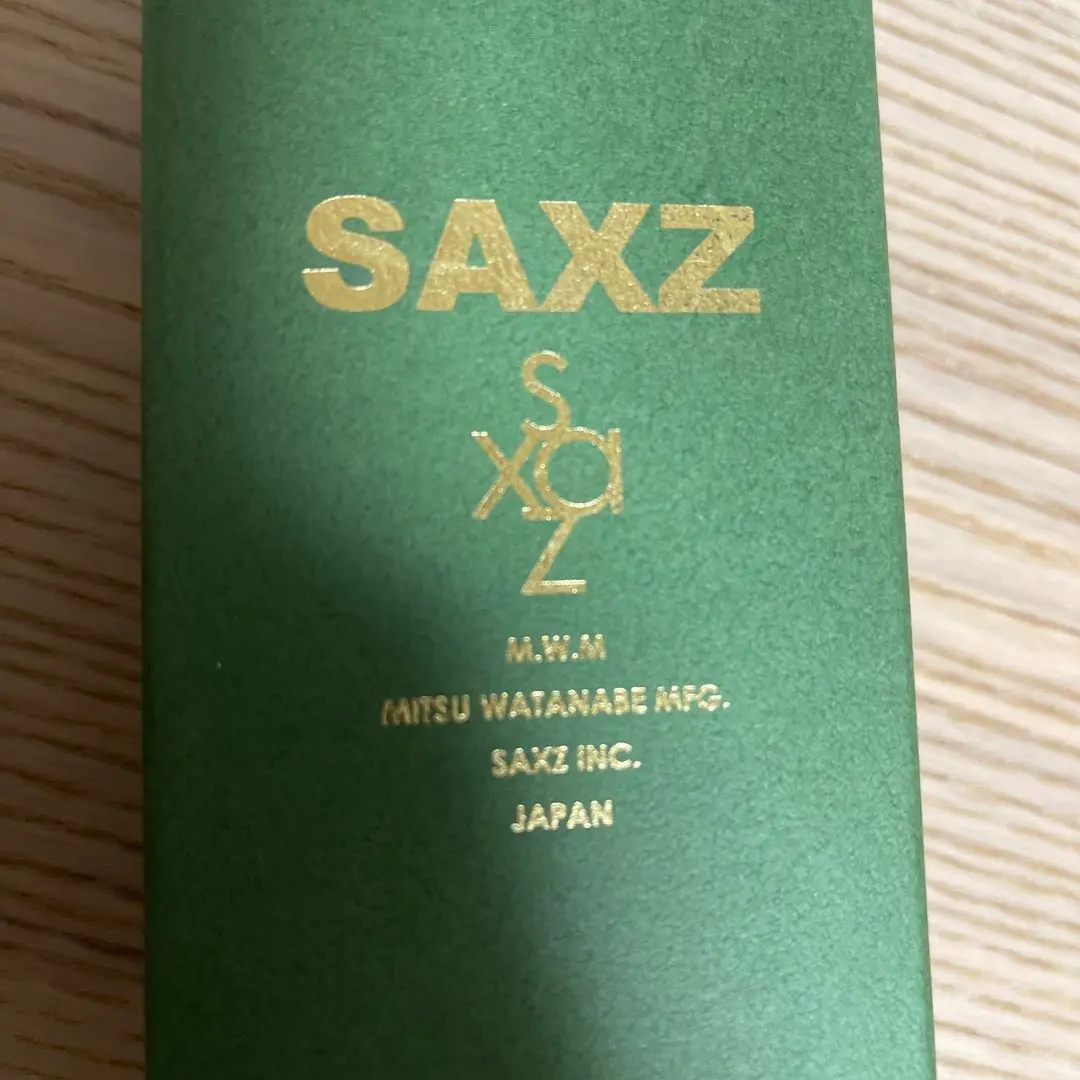 SAXZ
S
xa
Z
M.W.M
MITSU WATANABE MFG.
SAXZ INC.
JAPAN